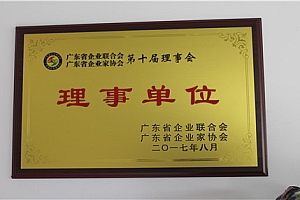 广东省企业联合会
广东省企业家协会 第十届理事会
理事单位
广东省企业联合会
广东省企业家协会
二〇一七年八月